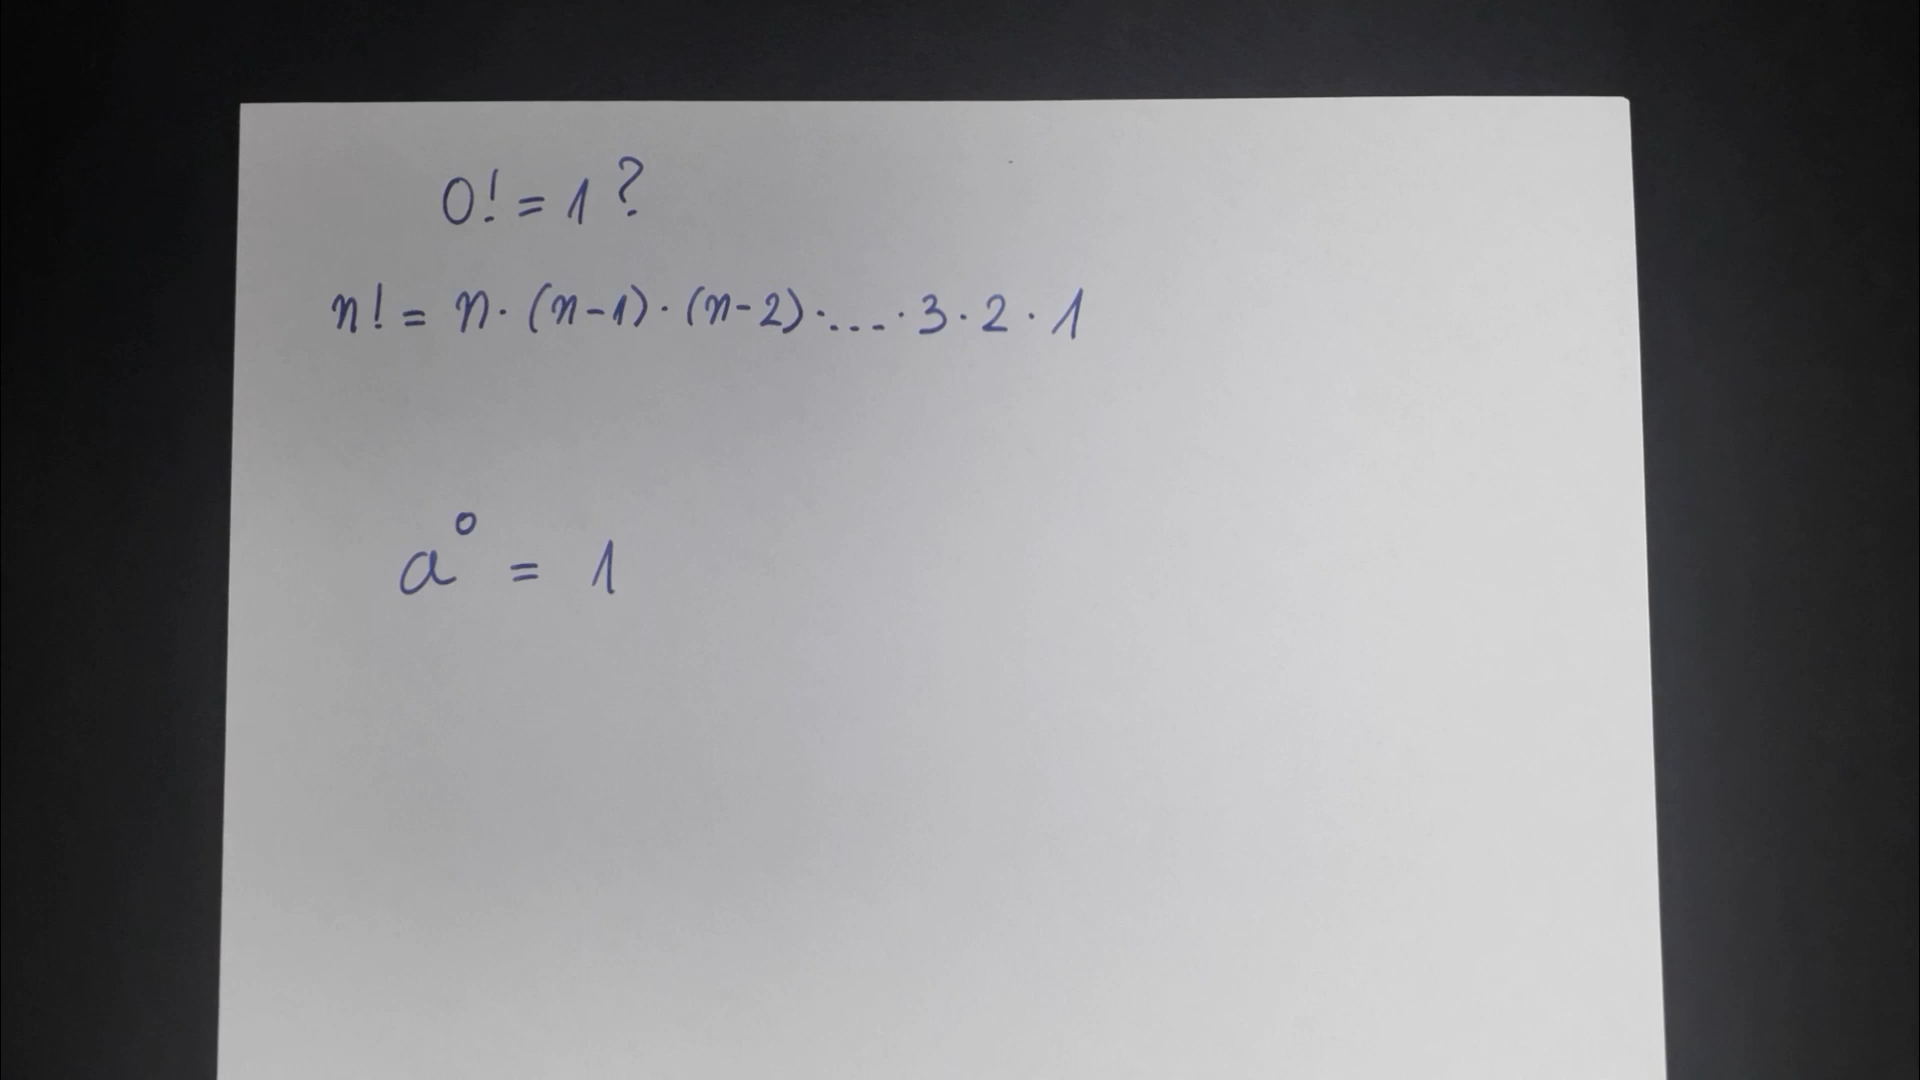 0! = 1 ?
n! = n · (n-1) · (n-2) · .... · 3 · 2 · 1
a⁰ = 1